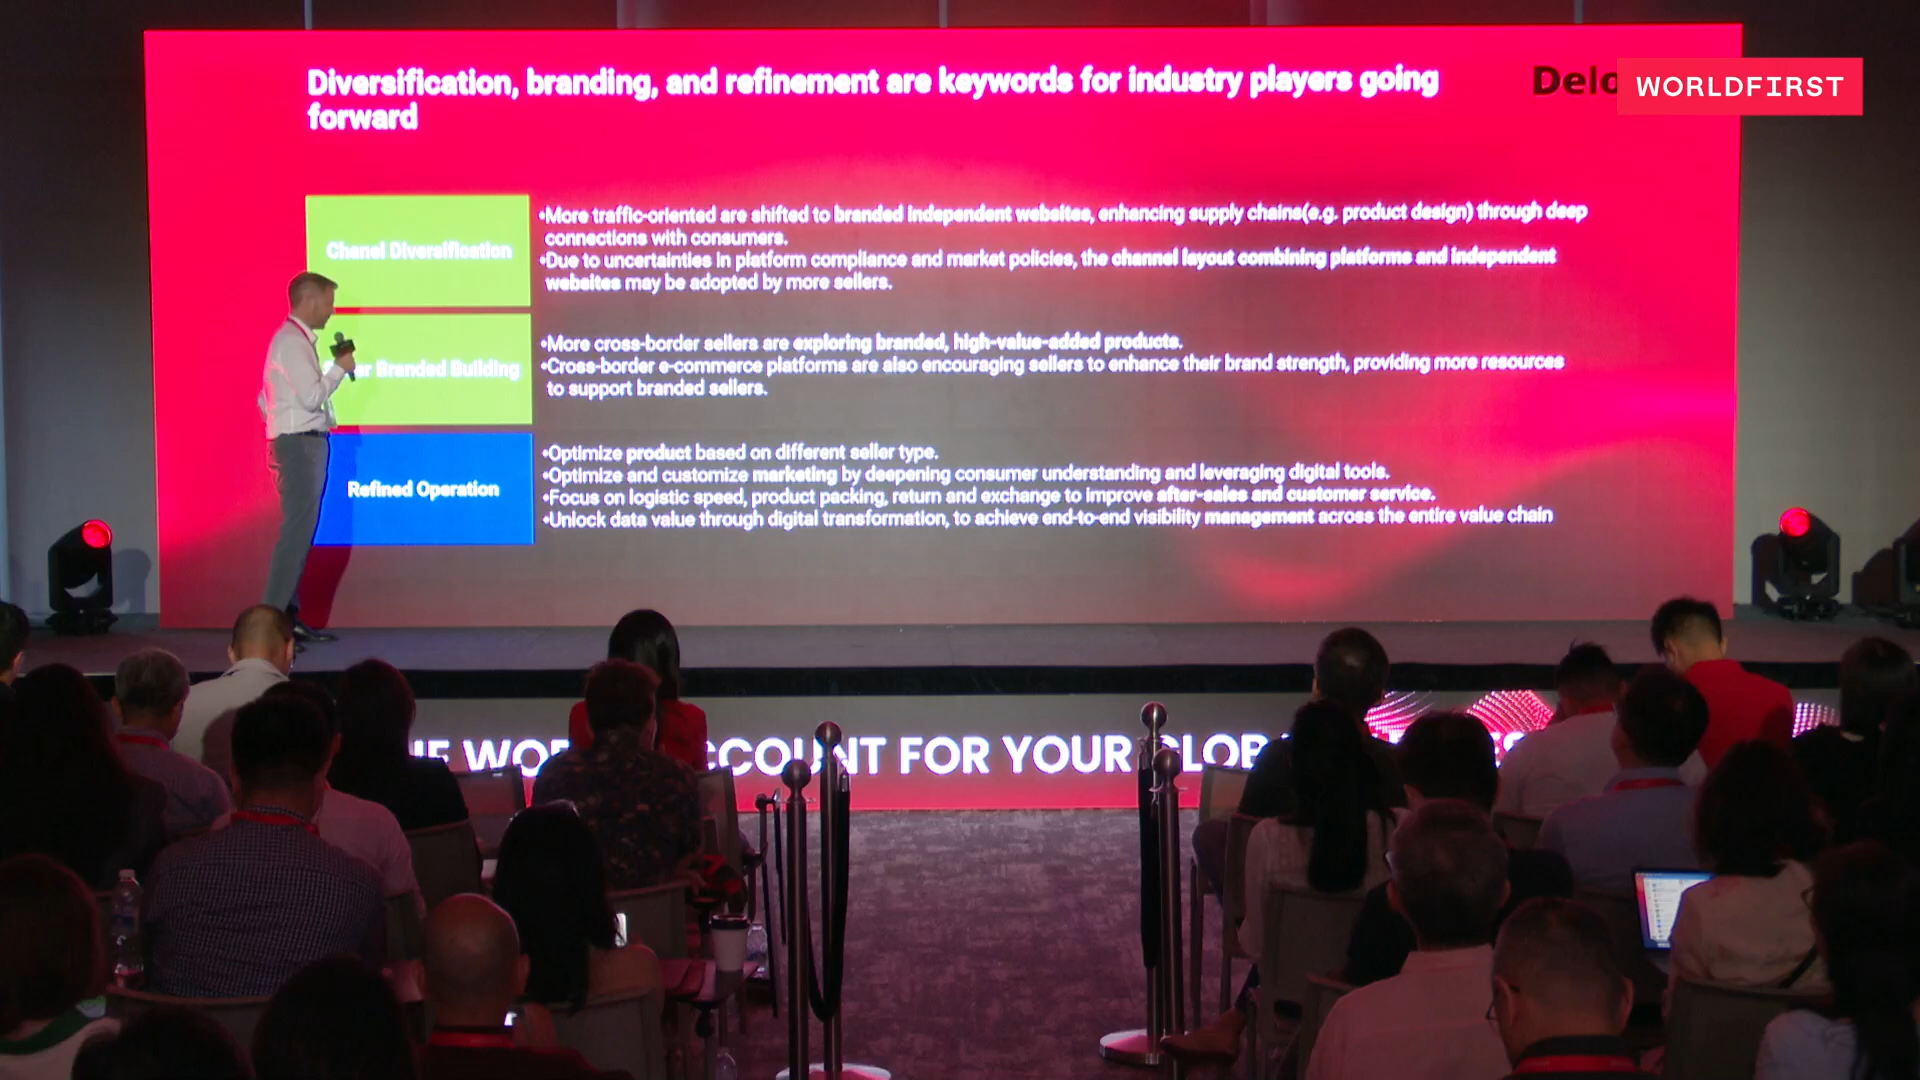 Diversification, branding, and refinement are keywords for industry players going
forward
WORLDFIRST
Chanel Diversification
•More traffic-oriented are shifted to branded independent websites, enhancing supply chains(e.g. product design) through deep
connections with consumers.
•Due to uncertainties in platform compliance and market policies, the channel layout combining platforms and independent
websites may be adopted by more sellers.
Branded Building
•More cross-border sellers are exploring branded, high-value-added products.
•Cross-border e-commerce platforms are also encouraging sellers to enhance their brand strength, providing more resources
to support branded sellers.
Refined Operation
•Optimize product based on different seller type.
•Optimize and customize marketing by deepening consumer understanding and leveraging digital tools.
•Focus on logistic speed, product packing, return and exchange to improve after-sales and customer service.
•Unlock data value through digital transformation, to achieve end-to-end visibility management across the entire value chain
FOR YOUR